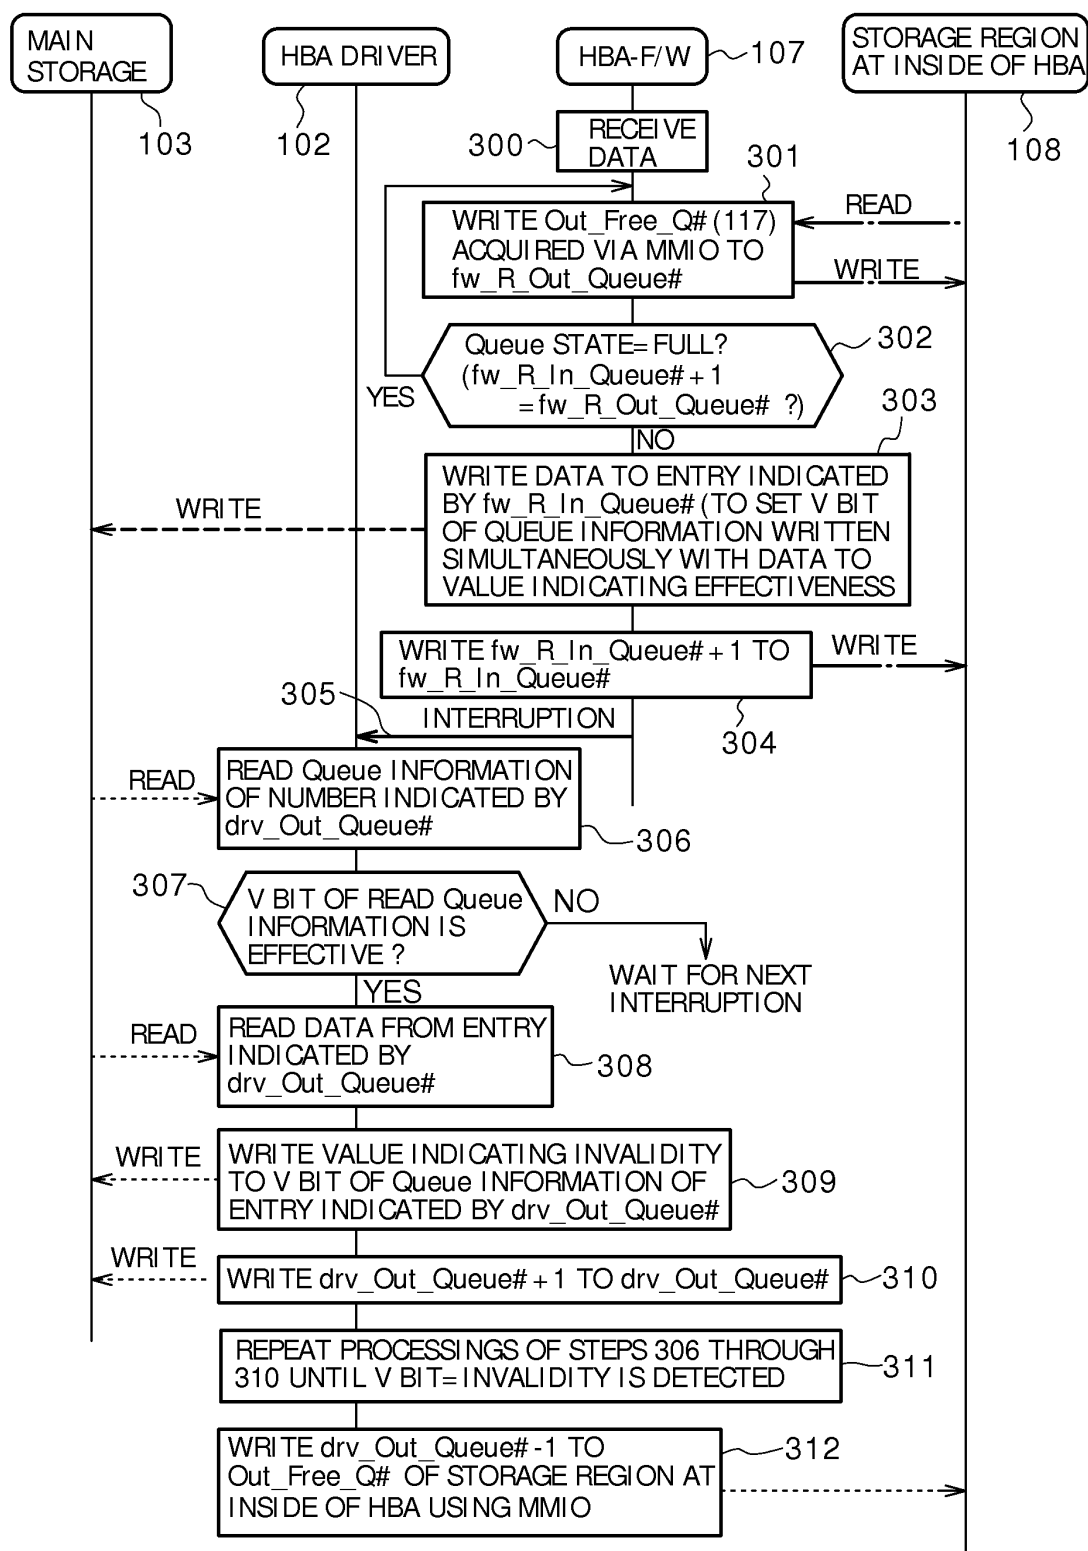 MAIN
STORAGE
HBA DRIVER
HBA-F/W
STORAGE REGION
AT INSIDE OF HBA
107
103
102
108
300
RECEIVE
DATA
301
WRITE Out_Free_Q# (117)
ACQUIRED VIA MMIO TO
fw_R_Out_Queue#
READ
WRITE
Queue STATE= FULL?
(fw_R_In_Queue# + 1
= fw_R_Out_Queue# ?)
302
YES
NO
303
WRITE DATA TO ENTRY INDICATED
BY fw_R_In_Queue# (TO SET V BIT
OF QUEUE INFORMATION WRITTEN
SIMULTANEOUSLY WITH DATA TO
VALUE INDICATING EFFECTIVENESS
WRITE
WRITE fw_R_In_Queue# + 1 TO
fw_R_In_Queue#
WRITE
304
305
INTERRUPTION
READ
READ Queue INFORMATION
OF NUMBER INDICATED BY
drv_Out_Queue#
306
307
V BIT OF READ Queue
INFORMATION IS
EFFECTIVE ?
NO
WAIT FOR NEXT
INTERRUPTION
YES
READ
READ DATA FROM ENTRY
INDICATED BY
drv_Out_Queue#
308
WRITE
WRITE VALUE INDICATING INVALIDITY
TO V BIT OF Queue INFORMATION OF
ENTRY INDICATED BY drv_Out_Queue#
309
WRITE
WRITE drv_Out_Queue# + 1 TO drv_Out_Queue#
310
REPEAT PROCESSINGS OF STEPS 306 THROUGH
310 UNTIL V BIT= INVALIDITY IS DETECTED
311
WRITE drv_Out_Queue# -1 TO
Out_Free_Q# OF STORAGE REGION AT
INSIDE OF HBA USING MMIO
312